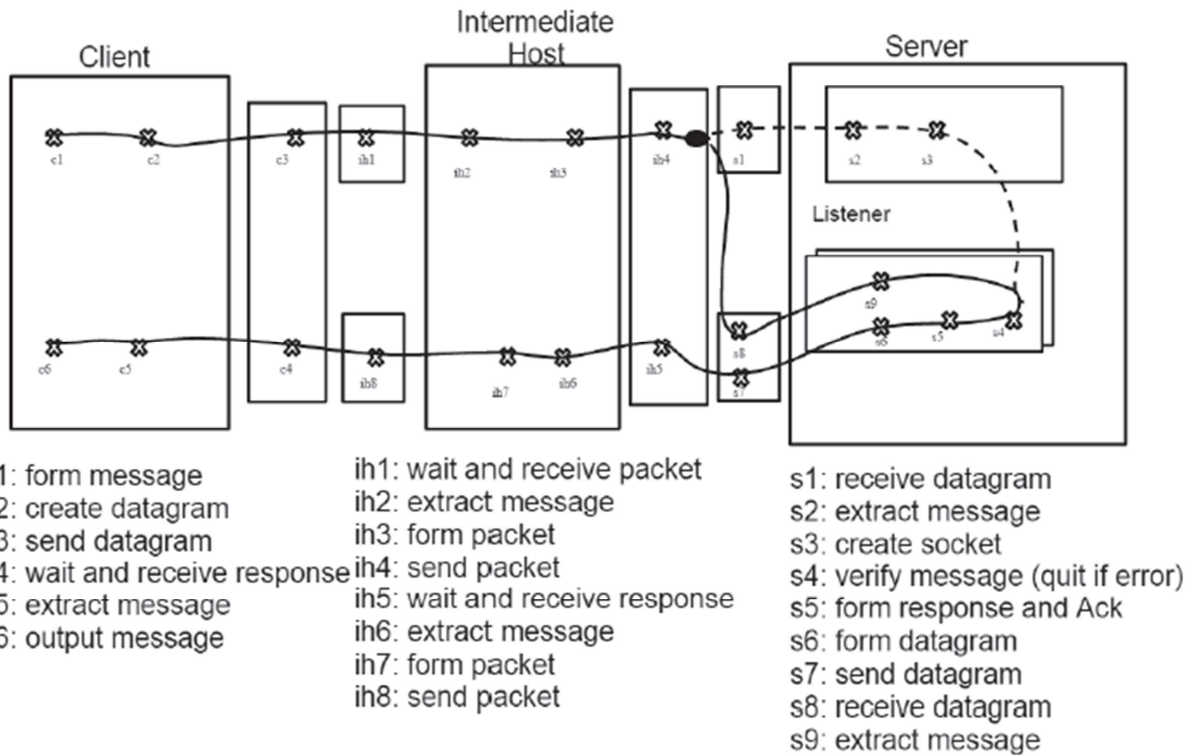 Client
Intermediate
Host
Server
c1
c2
c3
ih1
ih2
ih3
ih4
s1
s2
s3
Listener
s9
s8
s6
s5
s4
c6
c5
c4
ih8
ih7
ih6
ih5
s7
1: form message
2: create datagram
3: send datagram
4: wait and receive response
5: extract message
6: output message
ih1: wait and receive packet
ih2: extract message
ih3: form packet
ih4: send packet
ih5: wait and receive response
ih6: extract message
ih7: form packet
ih8: send packet
s1: receive datagram
s2: extract message
s3: create socket
s4: verify message (quit if error)
s5: form response and Ack
s6: form datagram
s7: send datagram
s8: receive datagram
s9: extract message